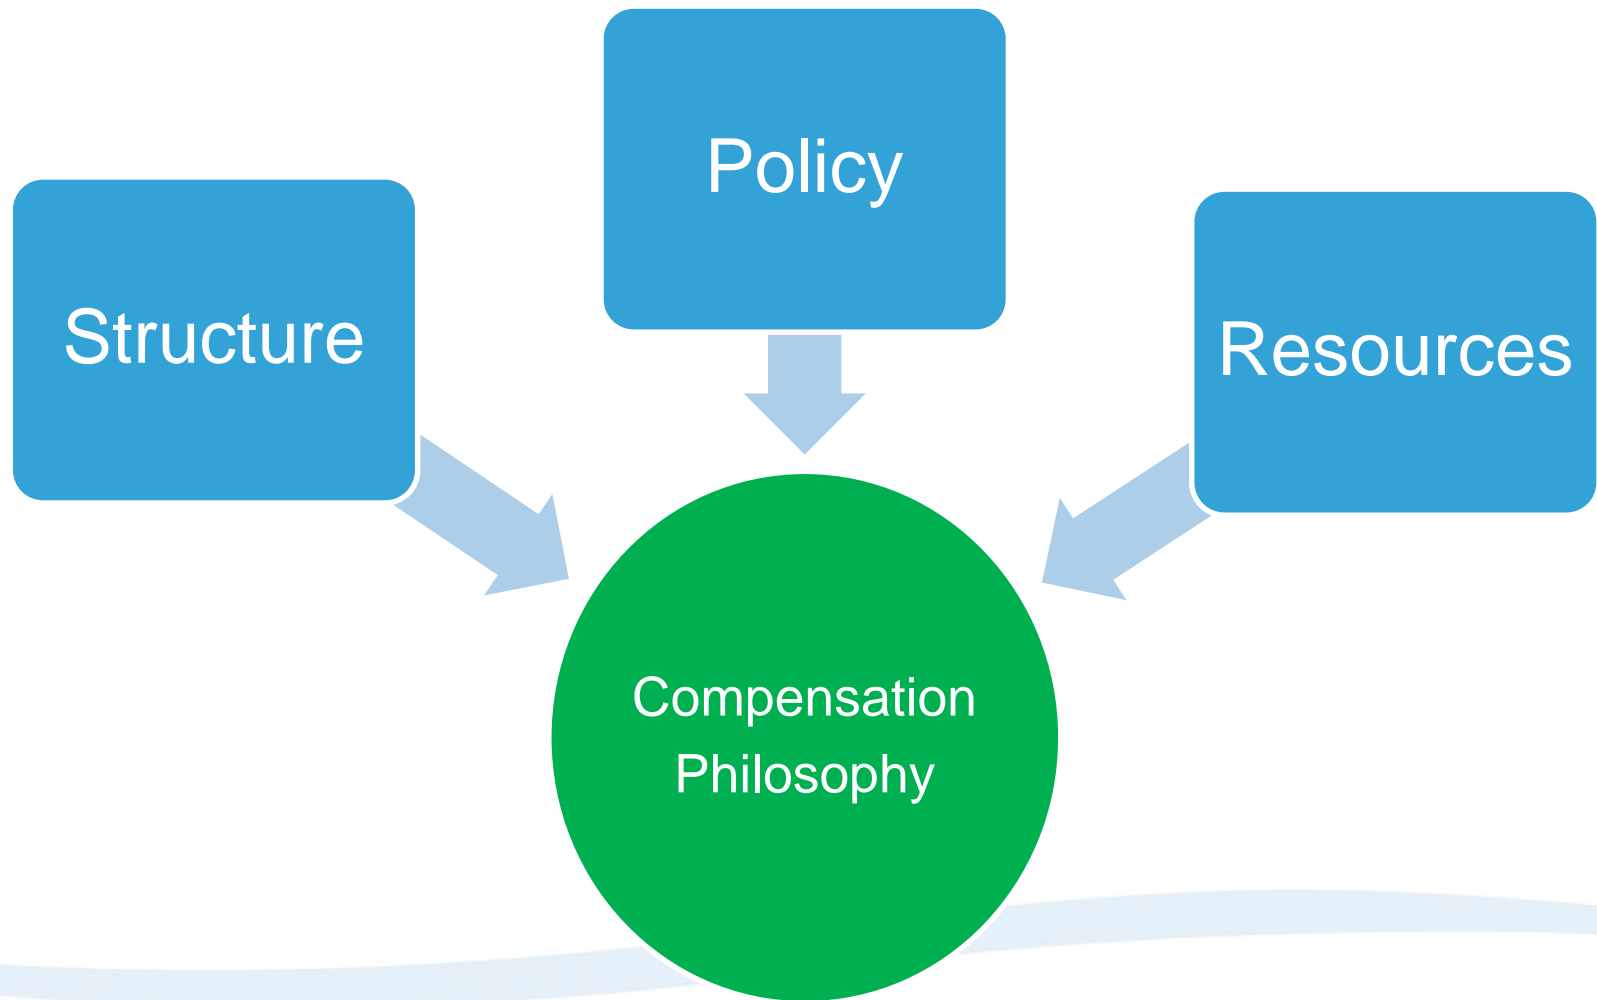 Policy
Structure
Resources
Compensation
Philosophy